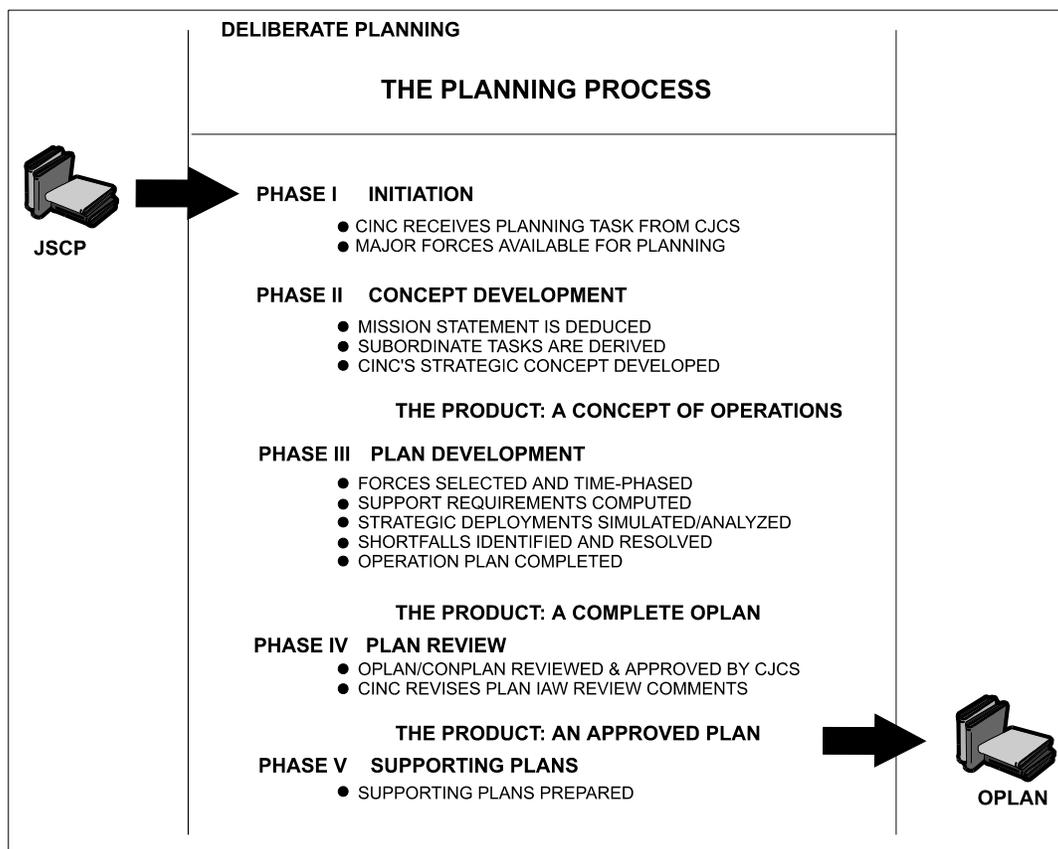 DELIBERATE PLANNING
THE PLANNING PROCESS
JSCP
PHASE I INITIATION
● CINC RECEIVES PLANNING TASK FROM CJCS
● MAJOR FORCES AVAILABLE FOR PLANNING
PHASE II CONCEPT DEVELOPMENT
● MISSION STATEMENT IS DEDUCED
● SUBORDINATE TASKS ARE DERIVED
● CINC'S STRATEGIC CONCEPT DEVELOPED
THE PRODUCT: A CONCEPT OF OPERATIONS
PHASE III PLAN DEVELOPMENT
● FORCES SELECTED AND TIME-PHASED
● SUPPORT REQUIREMENTS COMPUTED
● STRATEGIC DEPLOYMENTS SIMULATED/ANALYZED
● SHORTFALLS IDENTIFIED AND RESOLVED
● OPERATION PLAN COMPLETED
THE PRODUCT: A COMPLETE OPLAN
PHASE IV PLAN REVIEW
● OPLAN/CONPLAN REVIEWED & APPROVED BY CJCS
● CINC REVISES PLAN IAW REVIEW COMMENTS
THE PRODUCT: AN APPROVED PLAN
PHASE V SUPPORTING PLANS
● SUPPORTING PLANS PREPARED
OPLAN